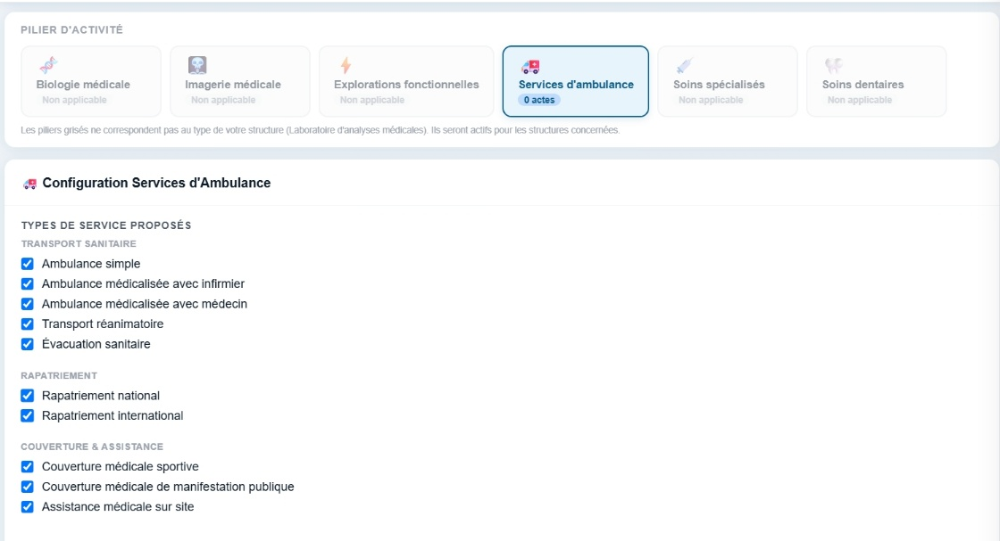 PILIER D'ACTIVITÉ
Biologie médicale
Non applicable
Imagerie médicale
Non applicable
Explorations fonctionnelles
Non applicable
Services d'ambulance
0 actes
Soins spécialisés
Non applicable
Soins dentaires
Non applicable
Les piliers grisés ne correspondent pas au type de votre structure (Laboratoire d'analyses médicales). Ils seront actifs pour les structures concernées.
Configuration Services d'Ambulance
TYPES DE SERVICE PROPOSÉS
TRANSPORT SANITAIRE
Ambulance simple
Ambulance médicalisée avec infirmier
Ambulance médicalisée avec médecin
Transport réanimatoire
Évacuation sanitaire
RAPATRIEMENT
Rapatriement national
Rapatriement international
COUVERTURE & ASSISTANCE
Couverture médicale sportive
Couverture médicale de manifestation publique
Assistance médicale sur site